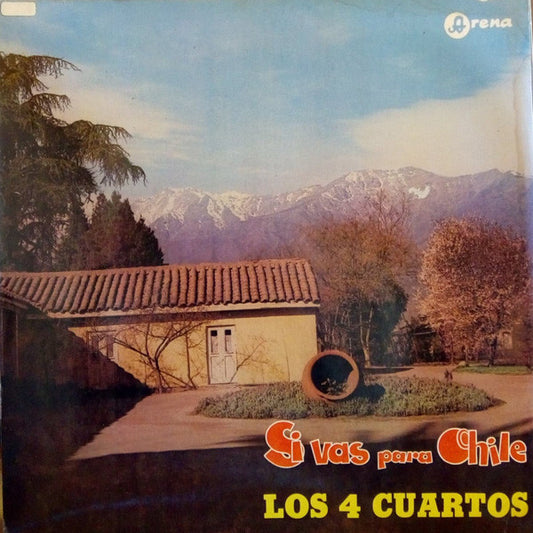 Arena
Si vas para Chile
LOS 4 CUARTOS